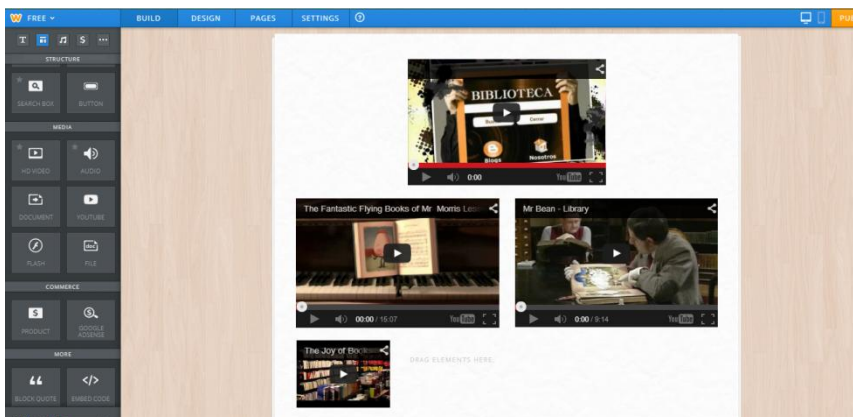 FREE BUILD DESIGN PAGES SETTINGS ?
STRUCTURE
SEARCH BOX BUTTON
MEDIA
HD VIDEO AUDIO
DOCUMENT YOUTUBE
FLASH FILE
COMMERCE
PRODUCT GOOGLE ADSENSE
MORE
BLOCK QUOTE EMBED CODE
BIBLIOTECA
Blogs Nosotros
0:00 YouTube
The Fantastic Flying Books of Mr Morris
00:00 / 15:07 YouTube
Mr Bean - Library
0:00 / 9:14 YouTube
The Joy of
DRAG ELEMENTS HERE